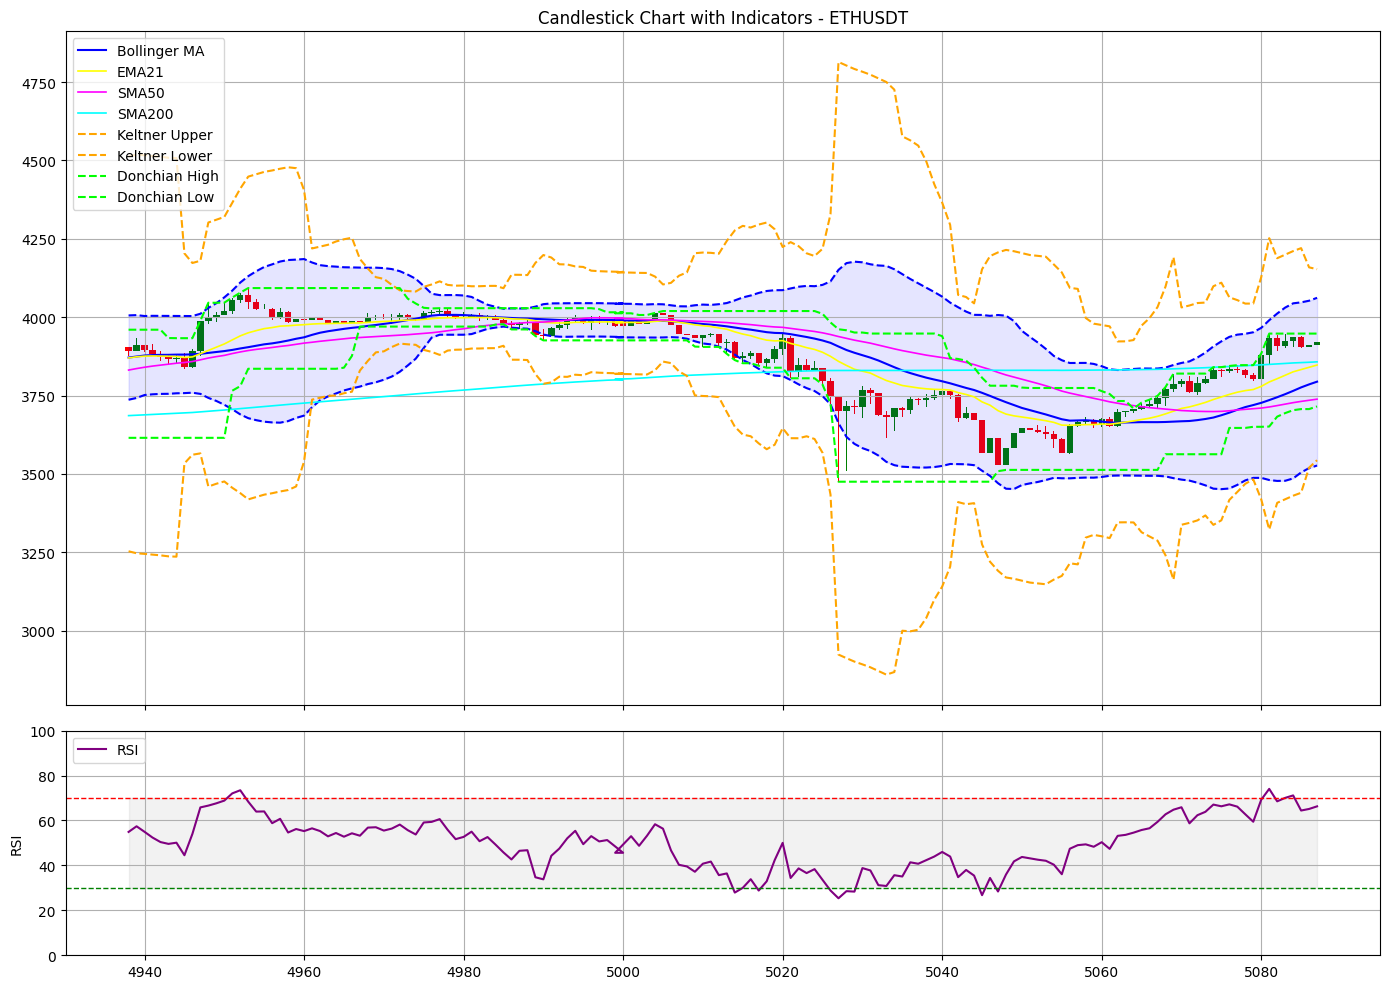 Candlestick Chart with Indicators - ETHUSDT
Bollinger MA
EMA21
SMA50
SMA200
Keltner Upper
Keltner Lower
Donchian High
Donchian Low
4750
4500
4250
4000
3750
3500
3250
3000
RSI
100
80
60
40
20
0
RSI
4940 4960 4980 5000 5020 5040 5060 5080